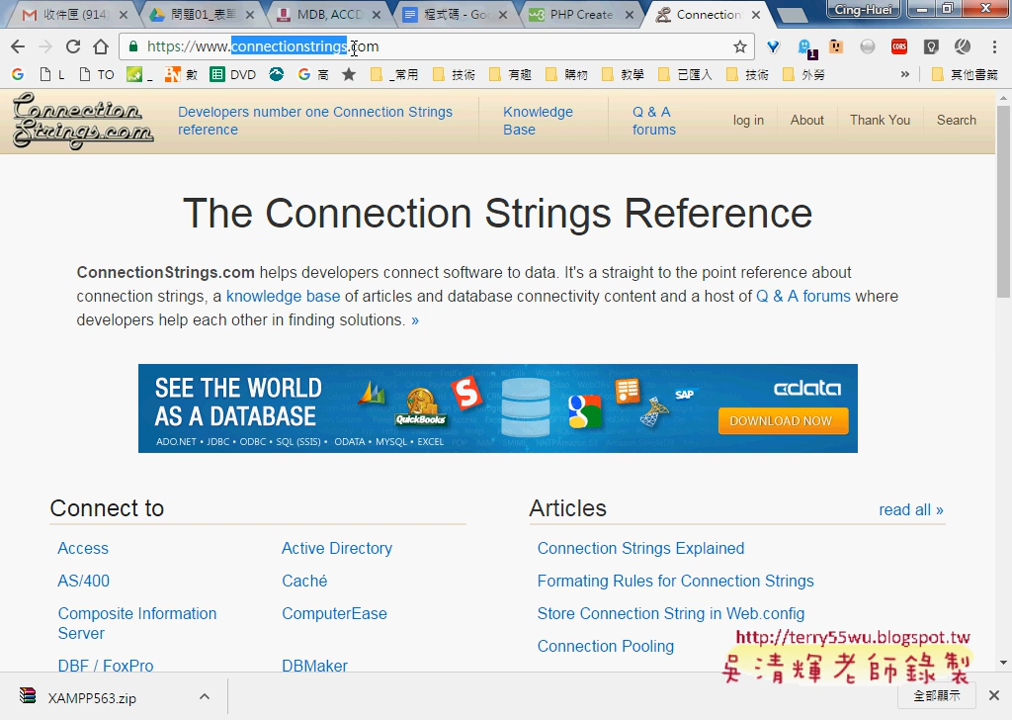 收件匣 (914)
問題01_表單
MDB, ACCD
程式碼 - Goo
PHP Create
Connection
Cing-Huei
https://www.connectionstrings.com
L
TO
數
DVD
高
_常用
技術
有趣
購物
教學
已匯入
技術
外勞
»
其他書籤
Connection Strings.com
Developers number one Connection Strings
reference
Knowledge
Base
Q & A
forums
log in
About
Thank You
Search
The Connection Strings Reference
ConnectionStrings.com helps developers connect software to data. It's a straight to the point reference about
connection strings, a knowledge base of articles and database connectivity content and a host of Q & A forums where
developers help each other in finding solutions. »
SEE THE WORLD
AS A DATABASE
ADO.NET • JDBC • ODBC • SQL (SSIS) • ODATA • MYSQL • EXCEL
QuickBooks
SAP
cdata
DOWNLOAD NOW
Connect to
Access
Active Directory
AS/400
Caché
Composite Information
Server
ComputerEase
DBF / FoxPro
DBMaker
Articles
read all »
Connection Strings Explained
Formating Rules for Connection Strings
Store Connection String in Web.config
Connection Pooling
http://terry55wu.blogspot.tw
吳清輝老師錄製
XAMPP563.zip
全部顯示